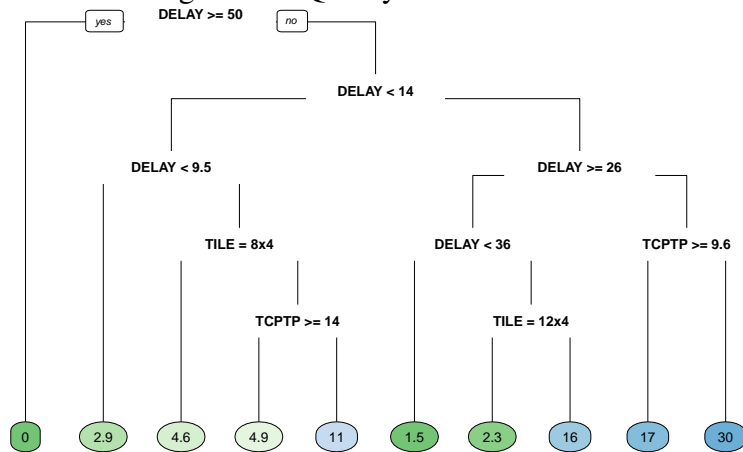 yes DELAY >= 50 no
DELAY < 14
DELAY < 9.5 DELAY >= 26
TILE = 8x4 DELAY < 36 TCPTP >= 9.6
TCPTP >= 14 TILE = 12x4
0 2.9 4.6 4.9 11 1.5 2.3 16 17 30